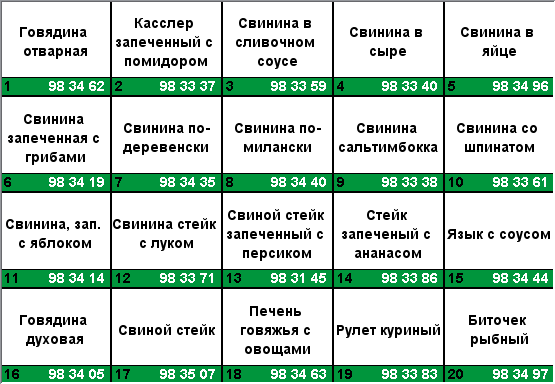 Говядина
отварная
1 98 34 62
Касслер
запеченный с
помидором
2 98 33 37
Свинина в
сливочном
соусе
3 98 33 59
Свинина в
сыре
4 98 33 40
Свинина в
яйце
5 98 34 96
Свинина
запеченная с
грибами
6 98 34 19
Свинина по-
деревенски
7 98 34 35
Свинина по-
милански
8 98 34 40
Свинина
сальтимбокка
9 98 33 38
Свинина со
шпинатом
10 98 33 61
Свинина, зап.
с яблоком
11 98 34 14
Свинина стейк
с луком
12 98 33 71
Свиной стейк
запеченный с
персиком
13 98 31 45
Стейк
запеченый с
ананасом
14 98 33 86
Язык с соусом
15 98 34 44
Говядина
духовая
16 98 34 05
Свиной стейк
17 98 35 07
Печень
говяжья с
овощами
18 98 34 63
Рулет куриный
19 98 33 83
Биточек
рыбный
20 98 34 97